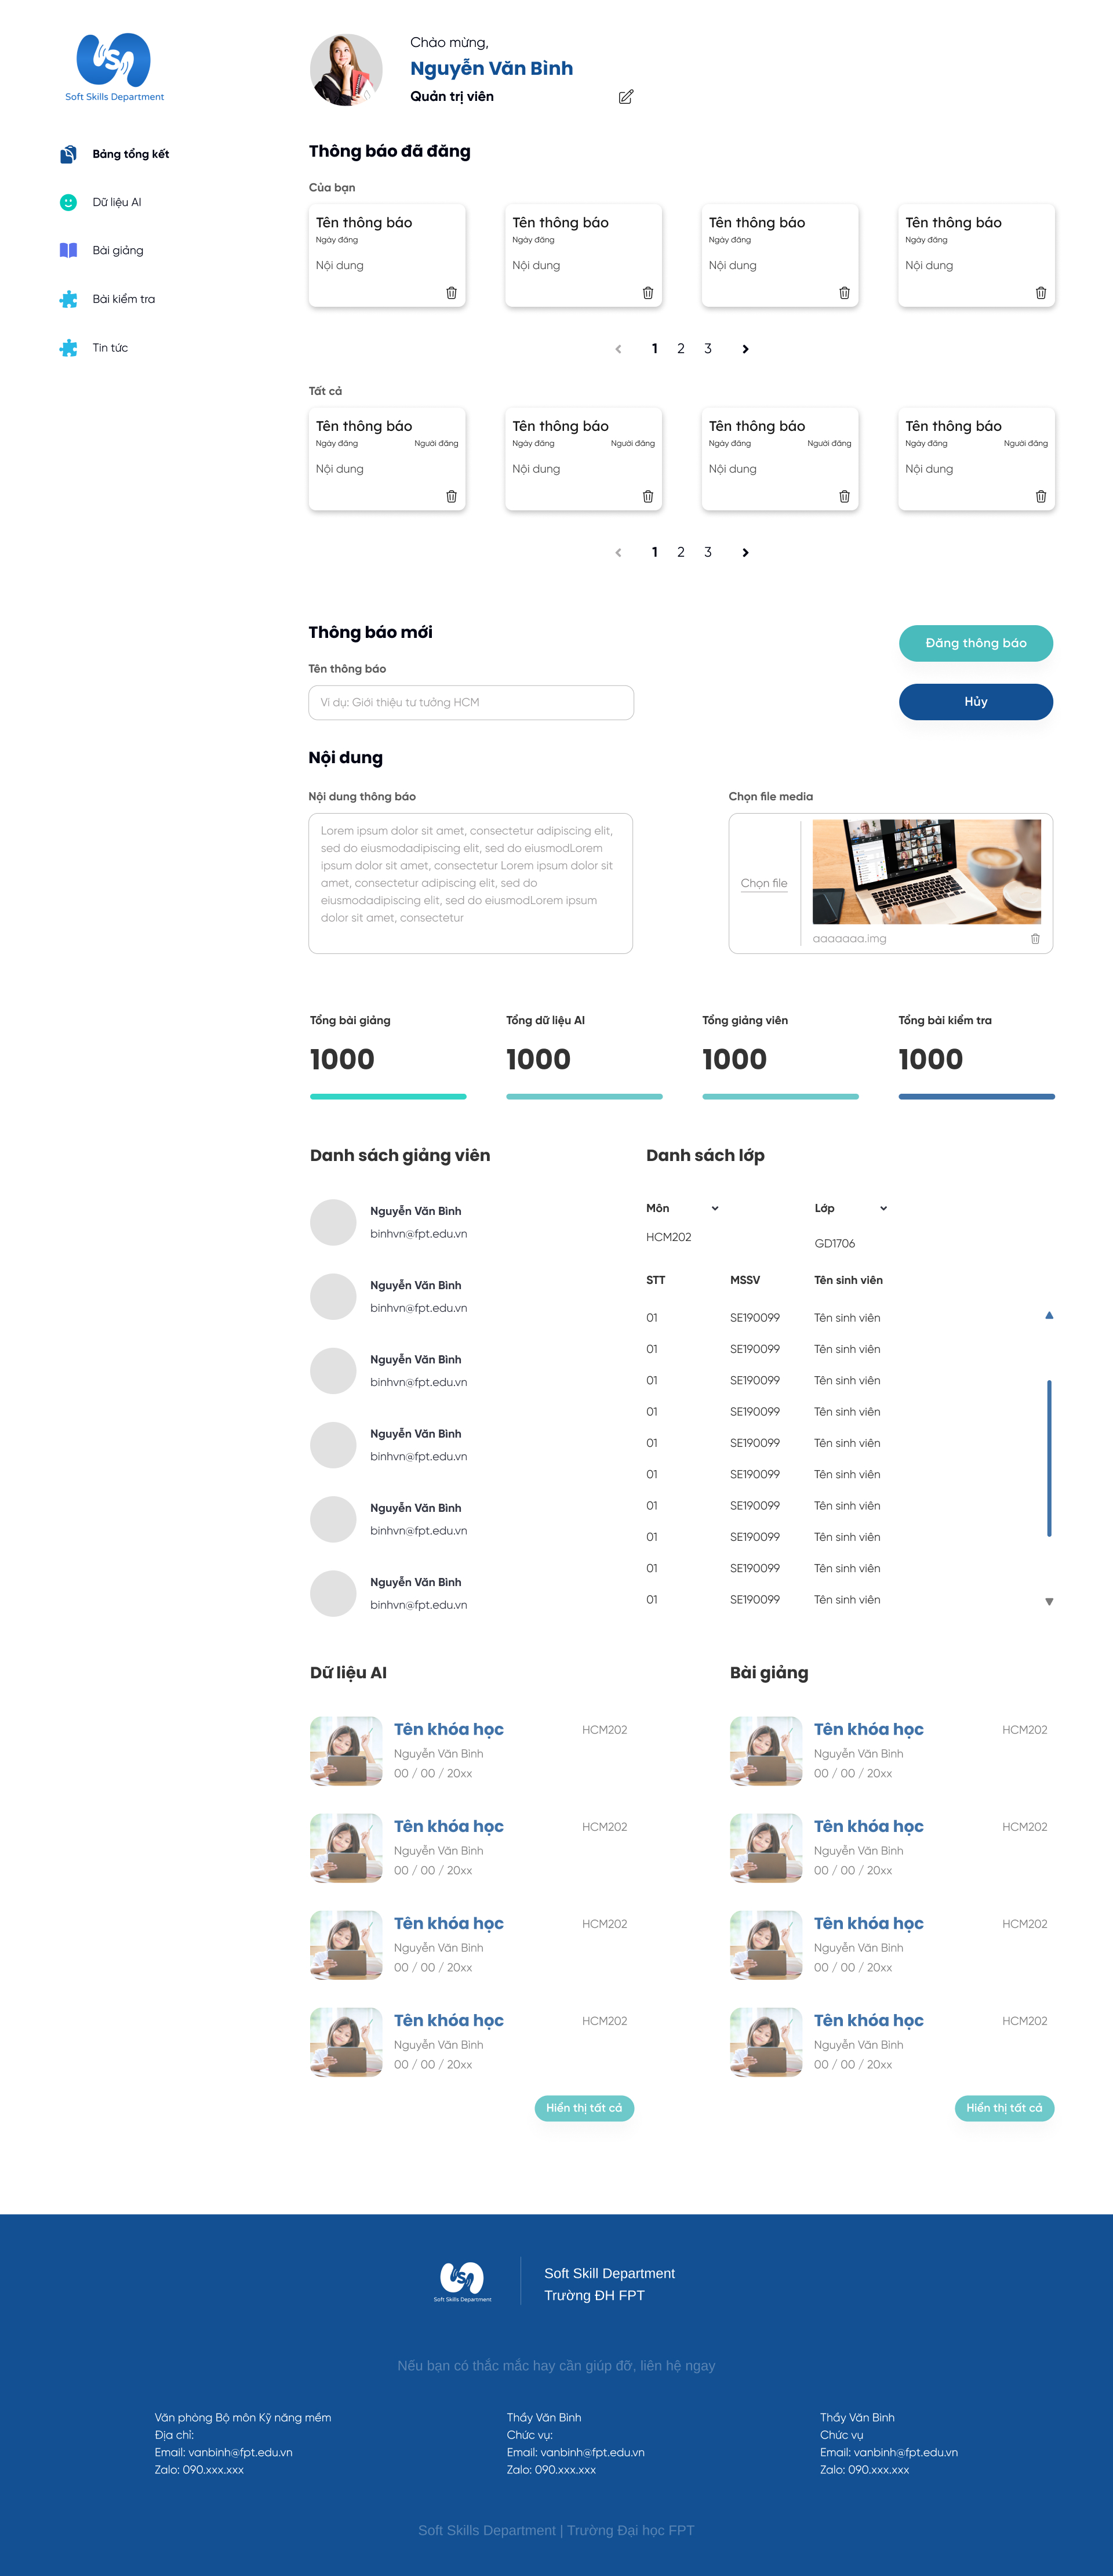 Soft Skills Department
Bảng tổng kết
Dữ liệu AI
Bài giảng
Bài kiểm tra
Tin tức
Chào mừng,
Nguyễn Văn Bình
Quản trị viên
Thông báo đã đăng
Của bạn
Tên thông báo Tên thông báo Tên thông báo Tên thông báo
Ngày đăng Ngày đăng Ngày đăng Ngày đăng
Nội dung Nội dung Nội dung Nội dung
1 2 3
Tất cả
Tên thông báo Tên thông báo Tên thông báo Tên thông báo
Ngày đăng Người đăng Ngày đăng Người đăng Ngày đăng Người đăng Ngày đăng Người đăng
Nội dung Nội dung Nội dung Nội dung
1 2 3
Thông báo mới
Đăng thông báo
Tên thông báo
Ví dụ: Giới thiệu tư tưởng HCM
Hủy
Nội dung
Nội dung thông báo
Lorem ipsum dolor sit amet, consectetur adipiscing elit,
sed do eiusmodadipiscing elit, sed do eiusmodLorem
ipsum dolor sit amet, consectetur Lorem ipsum dolor sit
amet, consectetur adipiscing elit, sed do
eiusmodadipiscing elit, sed do eiusmodLorem ipsum
dolor sit amet, consectetur
Chọn file media
Chọn file
aaaaaaa.img
Tổng bài giảng Tổng dữ liệu AI Tổng giảng viên Tổng bài kiểm tra
1000 1000 1000 1000
Danh sách giảng viên
Nguyễn Văn Bình
binhvn@fpt.edu.vn
Nguyễn Văn Bình
binhvn@fpt.edu.vn
Nguyễn Văn Bình
binhvn@fpt.edu.vn
Nguyễn Văn Bình
binhvn@fpt.edu.vn
Nguyễn Văn Bình
binhvn@fpt.edu.vn
Nguyễn Văn Bình
binhvn@fpt.edu.vn
Danh sách lớp
Môn Lớp
HCM202 GD1706
STT MSSV Tên sinh viên
01 SE190099 Tên sinh viên
01 SE190099 Tên sinh viên
01 SE190099 Tên sinh viên
01 SE190099 Tên sinh viên
01 SE190099 Tên sinh viên
01 SE190099 Tên sinh viên
01 SE190099 Tên sinh viên
01 SE190099 Tên sinh viên
01 SE190099 Tên sinh viên
01 SE190099 Tên sinh viên
Dữ liệu AI
Tên khóa học HCM202
Nguyễn Văn Bình
00 / 00 / 20xx
Tên khóa học HCM202
Nguyễn Văn Bình
00 / 00 / 20xx
Tên khóa học HCM202
Nguyễn Văn Bình
00 / 00 / 20xx
Tên khóa học HCM202
Nguyễn Văn Bình
00 / 00 / 20xx
Hiển thị tất cả
Bài giảng
Tên khóa học HCM202
Nguyễn Văn Bình
00 / 00 / 20xx
Tên khóa học HCM202
Nguyễn Văn Bình
00 / 00 / 20xx
Tên khóa học HCM202
Nguyễn Văn Bình
00 / 00 / 20xx
Tên khóa học HCM202
Nguyễn Văn Bình
00 / 00 / 20xx
Hiển thị tất cả
Soft Skills Department
Soft Skill Department
Trường ĐH FPT
Nếu bạn có thắc mắc hay cần giúp đỡ, liên hệ ngay
Văn phòng Bộ môn Kỹ năng mềm
Địa chỉ:
Email: vanbinh@fpt.edu.vn
Zalo: 090.xxx.xxx
Thầy Văn Bình
Chức vụ:
Email: vanbinh@fpt.edu.vn
Zalo: 090.xxx.xxx
Thầy Văn Bình
Chức vụ
Email: vanbinh@fpt.edu.vn
Zalo: 090.xxx.xxx
Soft Skills Department | Trường Đại học FPT